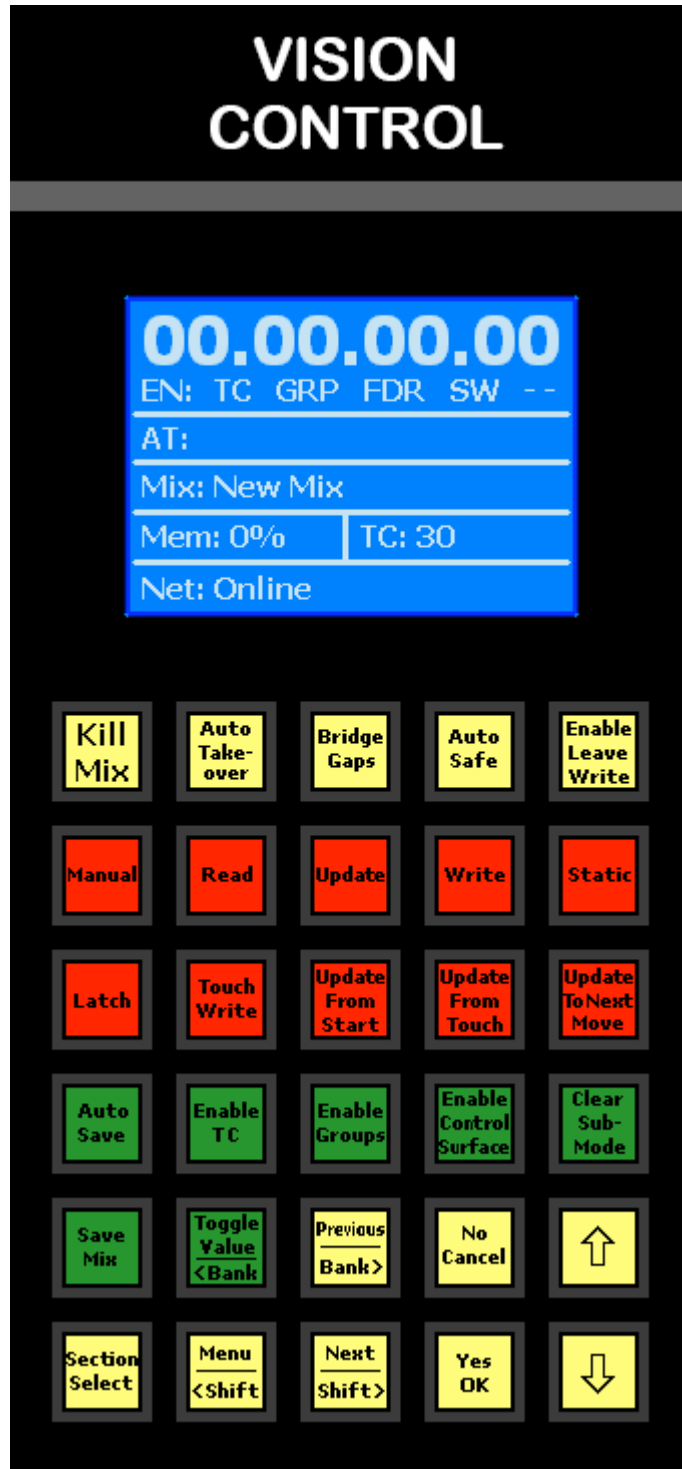 VISION
CONTROL
00.00.00.00
EN: TC GRP FDR SW --
AT:
Mix: New Mix
Mem: 0% TC: 30
Net: Online
Kill
Mix
Auto
Take-
over
Bridge
Gaps
Auto
Safe
Enable
Leave
Write
Manual
Read
Update
Write
Static
Latch
Touch
Write
Update
From
Start
Update
From
Touch
Update
To Next
Move
Auto
Save
Enable
TC
Enable
Groups
Enable
Control
Surface
Clear
Sub-
Mode
Save
Mix
Toggle
Value
<Bank
Previous
Bank>
No
Cancel
Section
Select
Menu
<Shift
Next
Shift>
Yes
OK